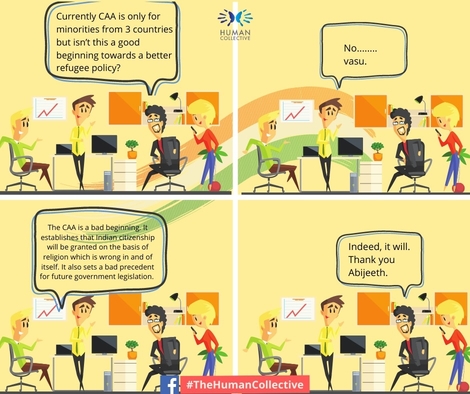 Currently CAA is only for
minorities from 3 countries
but isn't this a good
beginning towards a better
refugee policy?
HUMAN
COLLECTIVE
No........
vasu.
The CAA is a bad beginning. It
establishes that Indian citizenship
will be granted on the basis of
religion which is wrong in and of
itself. It also sets a bad precedent
for future government legislation.
Indeed, it will.
Thank you
Abijeeth.
f #TheHumanCollective